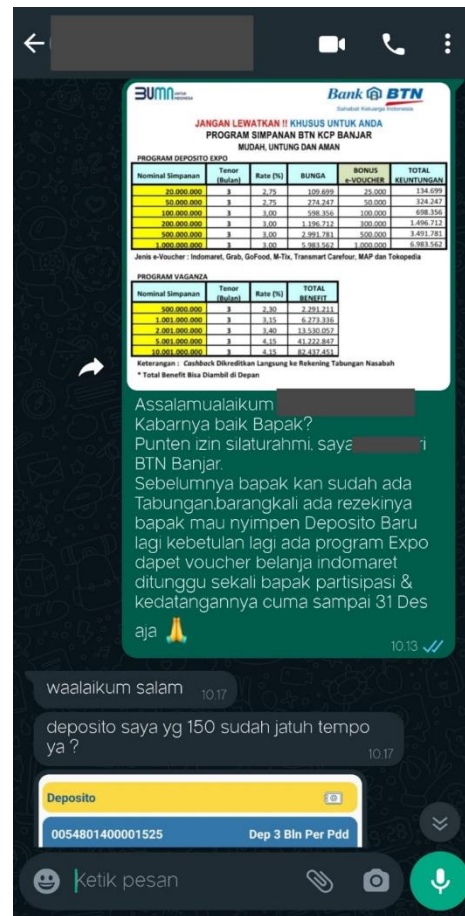 BUMN UNTUK INDONESIA
Bank BTN
Sahabat Keluarga Indonesia
JANGAN LEWATKAN !! KHUSUS UNTUK ANDA
PROGRAM SIMPANAN BTN KCP BANJAR
MUDAH, UNTUNG DAN AMAN
PROGRAM DEPOSITO EXPO
Nominal Simpanan Tenor (Bulan) Rate (%) BUNGA BONUS e-VOUCHER TOTAL KEUNTUNGAN
20.000.000 3 2,75 109.699 25.000 134.699
50.000.000 3 2,75 274.247 50.000 324.247
100.000.000 3 3,00 598.356 100.000 698.356
200.000.000 3 3,00 1.196.712 300.000 1.496.712
500.000.000 3 3,00 2.991.781 500.000 3.491.781
1.000.000.000 3 3,00 5.983.562 1.000.000 6.983.562
Jenis e-Voucher : Indomaret, Grab, GoFood, M-Tix, Transmart Carefour, MAP dan Tokopedia
PROGRAM VAGANZA
Nominal Simpanan Tenor (Bulan) Rate (%) TOTAL BENEFIT
500.000.000 3 2,30 2.291.211
1.001.000.000 3 3,15 6.273.336
2.001.000.000 3 3,40 13.530.057
5.001.000.000 3 4,15 41.222.847
10.001.000.000 3 4,15 82.437.451
Keterangan : Cashback Dikreditkan Langsung ke Rekening Tabungan Nasabah
* Total Benefit Bisa Diambil di Depan
Assalamualaikum
Kabarnya baik Bapak?
Punten izin silaturahmi, saya ri
BTN Banjar.
Sebelumnya bapak kan sudah ada
Tabungan,barangkali ada rezekinya
bapak mau nyimpen Deposito Baru
lagi kebetulan lagi ada program Expo
dapet voucher belanja indomaret
ditunggu sekali bapak partisipasi &
kedatangannya cuma sampai 31 Des
aja 🙏
10.13
waalaikum salam 10.17
deposito saya yg 150 sudah jatuh tempo
ya ?
10.17
Deposito
0054801400001525 Dep 3 Bln Per Pdd
Ketik pesan